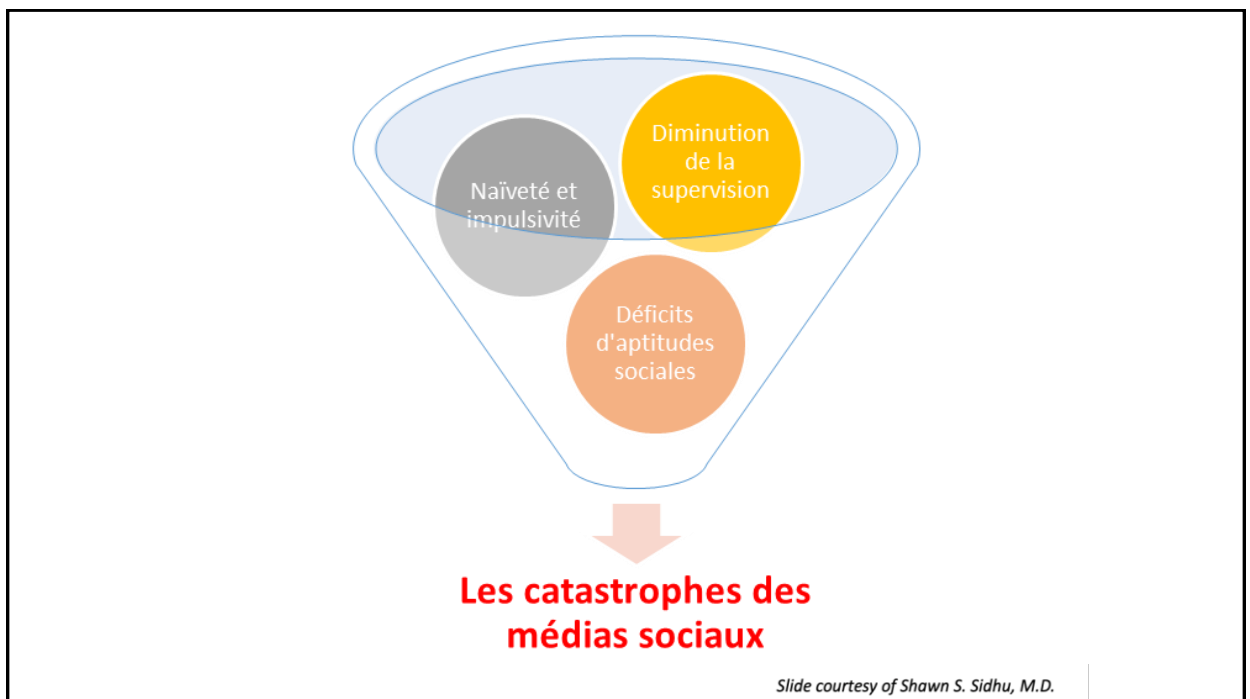 Diminution
de la
supervision
Naïveté et
impulsivité
Déficits
d'aptitudes
sociales
Les catastrophes des
médias sociaux
Slide courtesy of Shawn S. Sidhu, M.D.